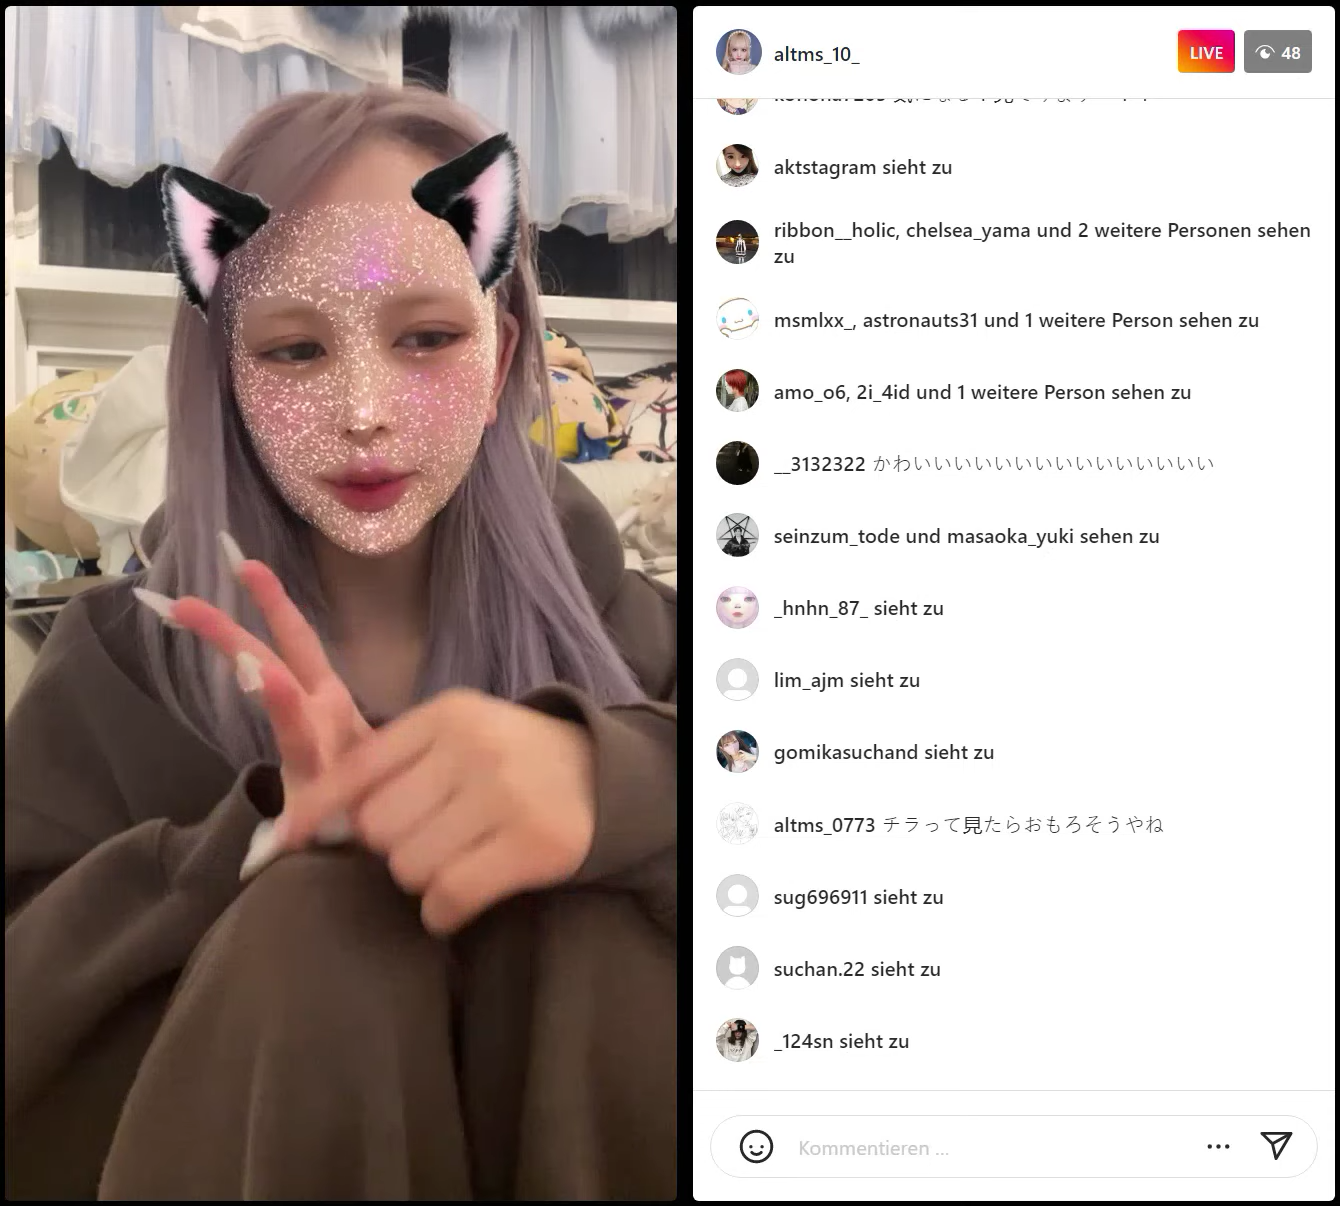 altms_10_
LIVE
48
aktstagram sieht zu
ribbon__holic, chelsea_yama und 2 weitere Personen sehen
zu
msmlxx_, astronauts31 und 1 weitere Person sehen zu
amo_o6, 2i_4id und 1 weitere Person sehen zu
__3132322 かわいいいいいいいいいいいいいいい
seinzum_tode und masaoka_yuki sehen zu
_hnhn_87_ sieht zu
lim_ajm sieht zu
gomikasuchand sieht zu
altms_0773 チラって見たらおもろそうやね
sug696911 sieht zu
suchan.22 sieht zu
_124sn sieht zu
Kommentieren ...